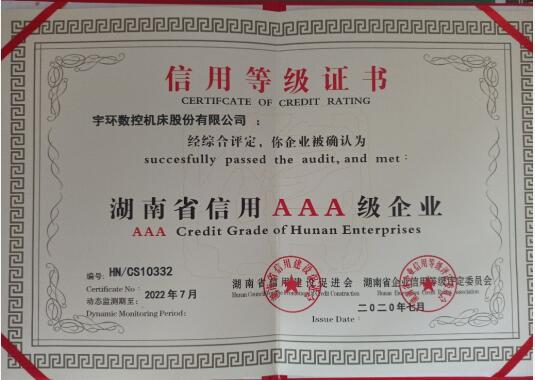 信用等级证书
CERTIFCATE OF CREDIT RATING
宇环数控机床股份有限公司：
经综合评定，你企业被确认为
succesfully passed the audit, and met：
湖南省信用AAA级企业
AAA Credit Grade of Hunan Enterprises
编号：HN/CS10332
Certificate No：
动态监测期至：2022年7月
Dynamic Monitoring Period：
湖南省信用建设促进会 湖南省企业信用等级评定委员会
二〇二〇年七月
Issue Date：